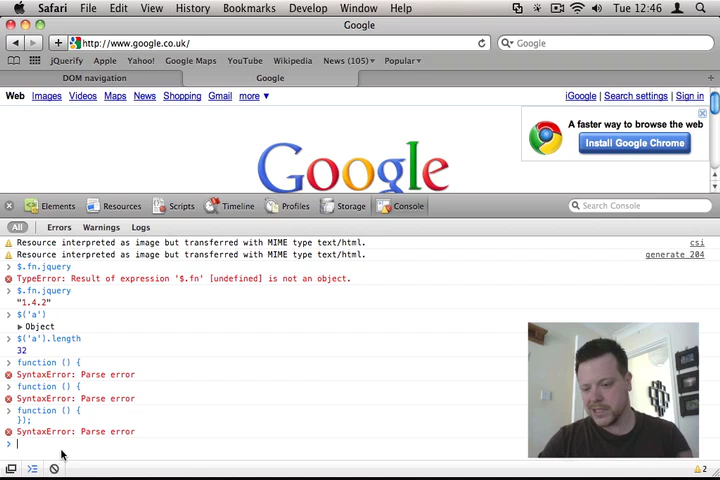 Safari File Edit View History Bookmarks Develop Window Help Tue 12:46
Google
http://www.google.co.uk/ Google
jQuerify Apple Yahoo! Google Maps YouTube Wikipedia News (105) Popular
DOM navigation Google
Web Images Videos Maps News Shopping Gmail more iGoogle | Search settings | Sign in
A faster way to browse the web
Install Google Chrome
Google
Elements Resources Scripts Timeline Profiles Storage Console Search Console
All Errors Warnings Logs
Resource interpreted as image but transferred with MIME type text/html. csi
Resource interpreted as image but transferred with MIME type text/html. generate_204
> $.fn.jquery
TypeError: Result of expression '$.fn' [undefined] is not an object.
> $.fn.jquery
"1.4.2"
> $('a')
Object
> $('a').length
32
> function () {
SyntaxError: Parse error
> function () {
SyntaxError: Parse error
> function () {
});
SyntaxError: Parse error
>
2